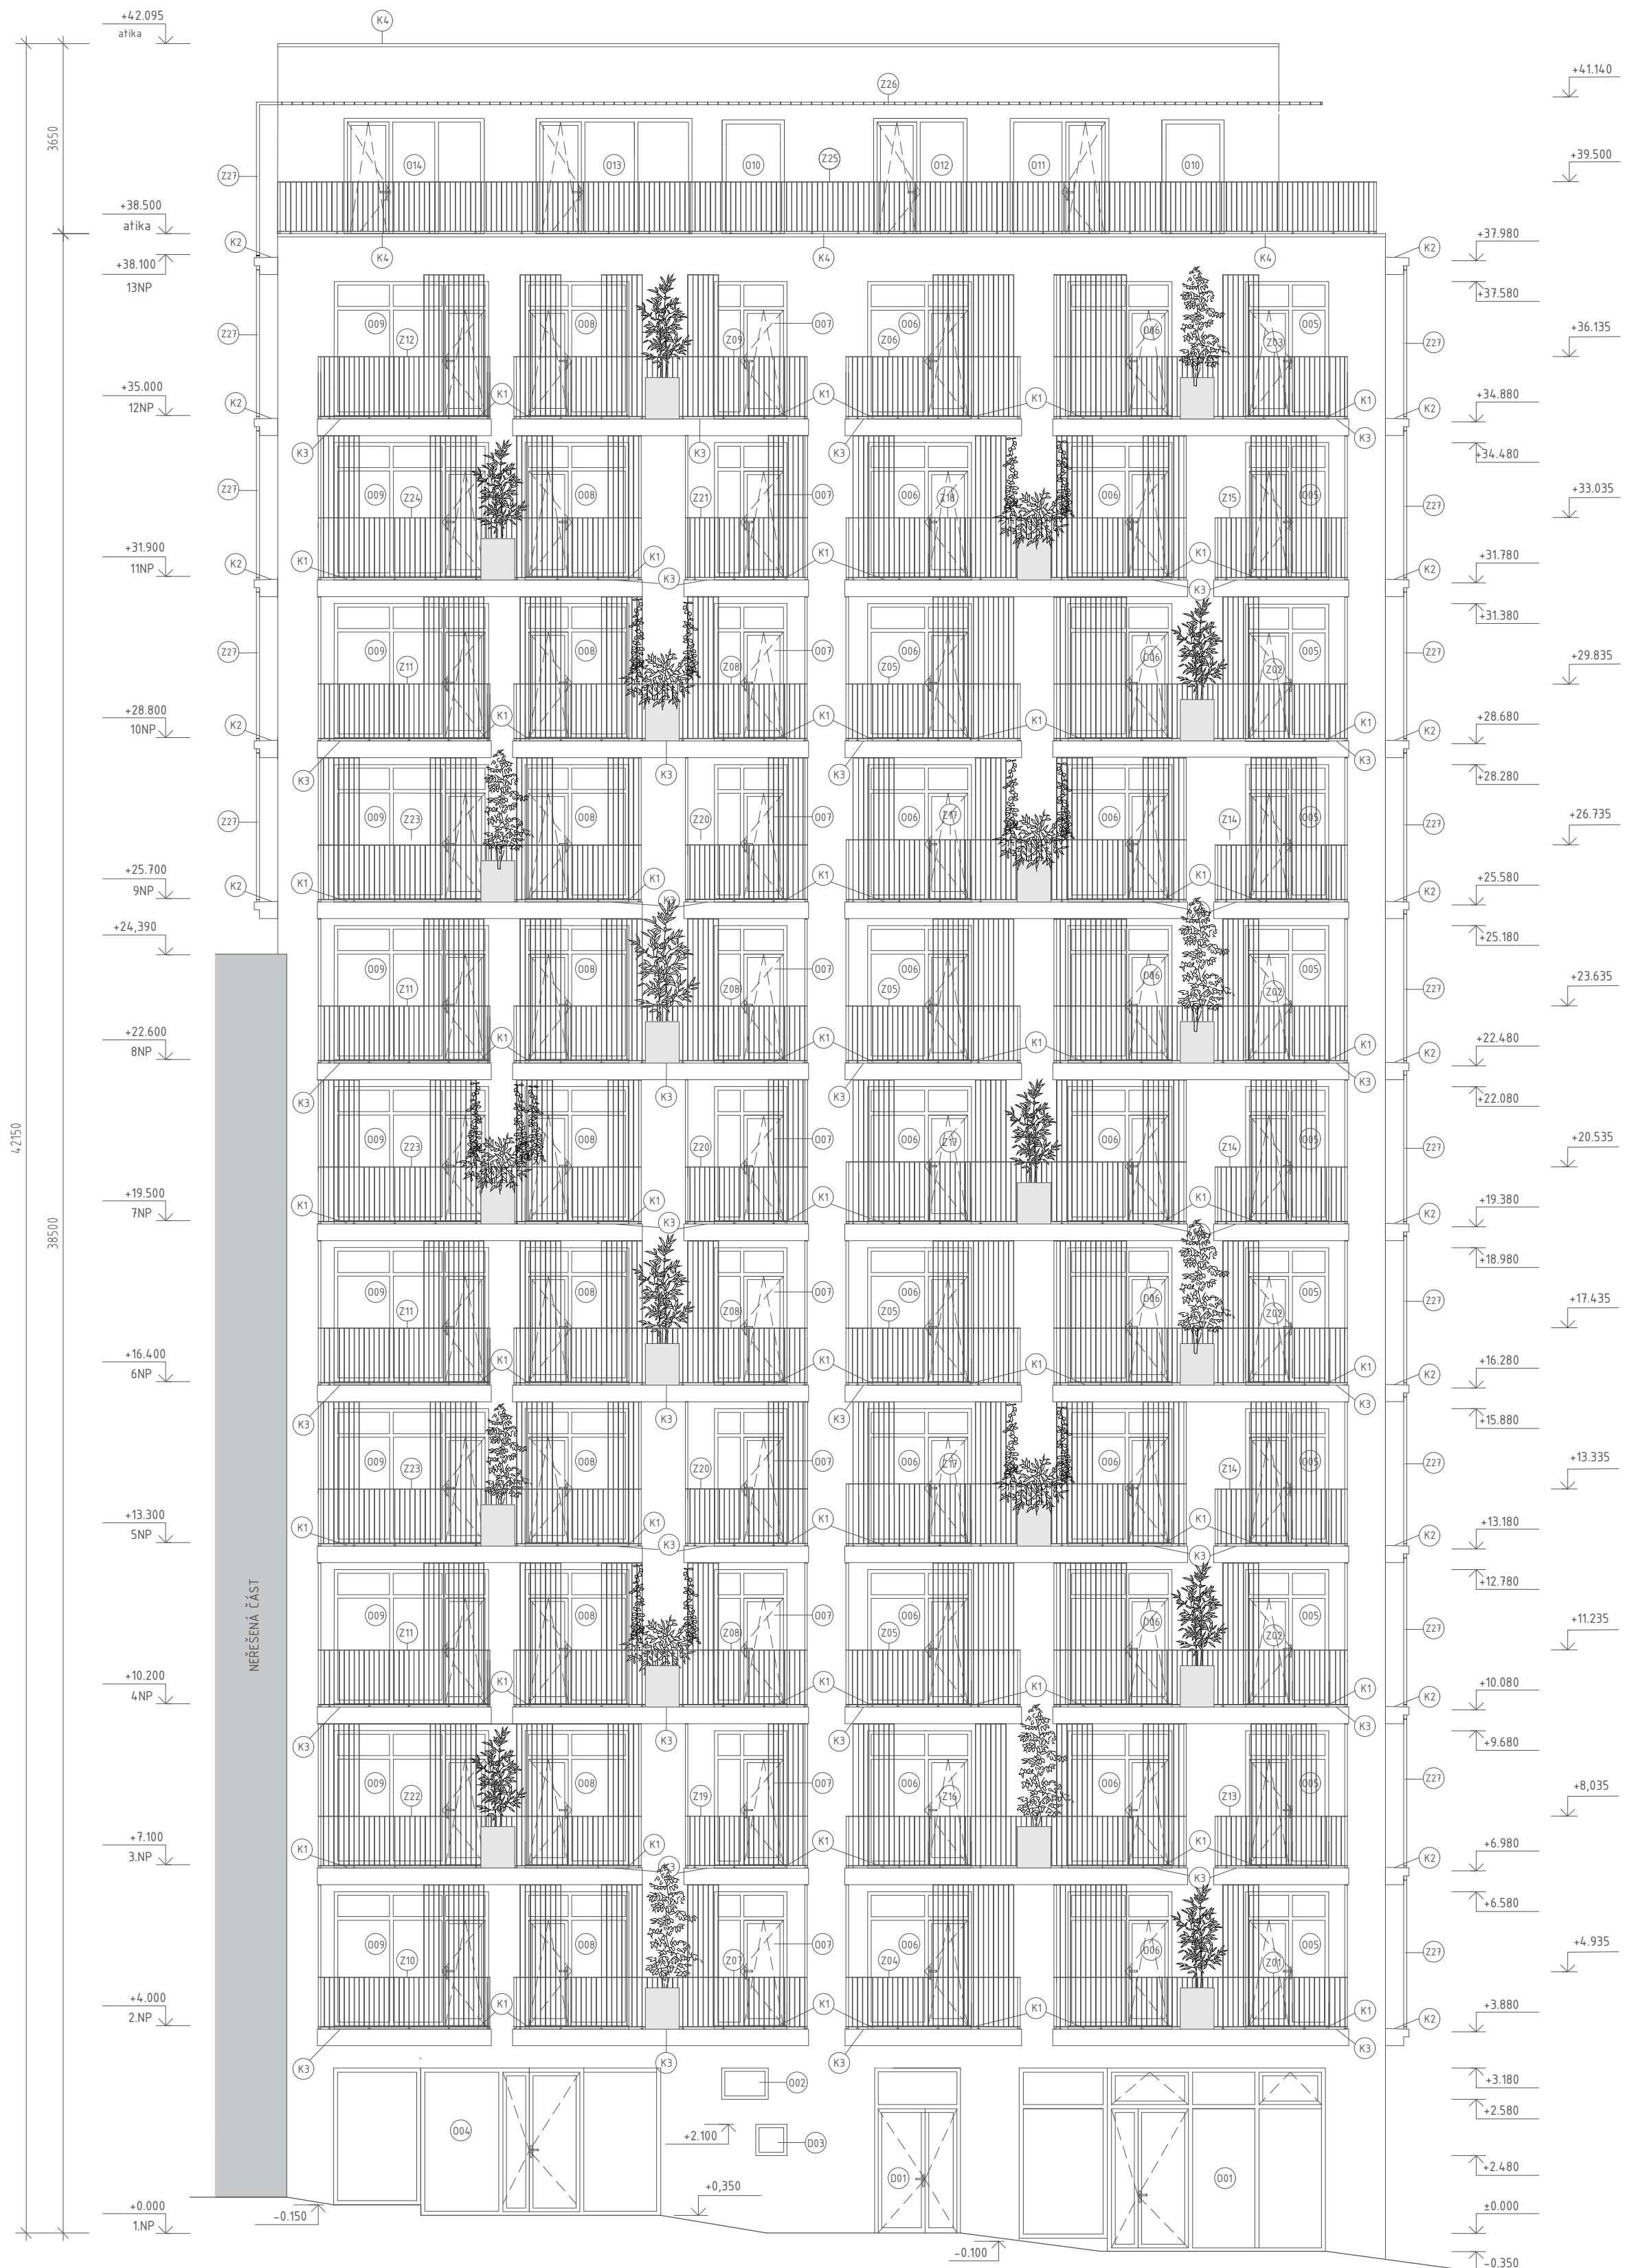 +42.095
atika
K4
+41.140
Z26
3650
O14
O13
O10
Z25
O12
O11
O10
+39.500
Z27
+38.500
atika
K2
K4
K4
K4
K2
+37.980
+38.100
13NP
+37.580
Z27
O09
Z12
O08
Z09
O07
Z06
O06
O06
Z03
O05
Z27
+36.135
+35.000
12NP
K2
K1
K1
K1
K1
K2
+34.880
K3
K3
K3
K3
+34.480
Z27
O09
Z24
O08
Z21
O07
O06
Z18
O06
Z15
O05
Z27
+33.035
+31.900
11NP
K2
K1
K1
K1
K1
K2
+31.780
K3
K3
+31.380
Z27
O09
Z11
O08
Z08
O07
Z05
O06
O06
Z02
O05
Z27
+29.835
+28.800
10NP
K2
K1
K1
K1
K1
K2
+28.680
K3
K3
K3
K3
+28.280
Z27
O09
Z23
O08
Z20
O07
O06
Z17
O06
Z14
O05
Z27
+26.735
+25.700
9NP
K2
K1
K1
K1
K1
K2
+25.580
+24,390
+25.180
O09
Z11
O08
Z08
O07
Z05
O06
O06
Z02
O05
Z27
+23.635
+22.600
8NP
K1
K1
K1
K1
K2
+22.480
K3
K3
K3
K3
+22.080
42150
O09
Z23
O08
Z20
O07
O06
Z17
O06
Z14
O05
Z27
+20.535
+19.500
7NP
K1
K1
K1
K1
K2
+19.380
38500
K3
+18.980
O09
Z11
O08
Z08
O07
Z05
O06
O06
Z02
O05
Z27
+17.435
+16.400
6NP
K1
K1
K1
K1
K2
+16.280
K3
K3
K3
K3
+15.880
O09
Z23
O08
Z20
O07
O06
Z17
O06
Z14
O05
Z27
+13.335
+13.300
5NP
K1
K1
K1
K1
K2
+13.180
K3
K3
+12.780
NEŘEŠENÁ ČÁST
O09
Z11
O08
Z08
O07
Z05
O06
O06
Z02
O05
Z27
+11.235
+10.200
4NP
K1
K1
K1
K1
K2
+10.080
K3
K3
K3
K3
+9.680
O09
Z22
O08
Z19
O07
O06
Z16
O06
Z13
O05
Z27
+8,035
+7.100
3.NP
K1
K1
K1
K1
K2
+6.980
K3
K3
+6.580
O09
Z10
O08
Z07
O07
Z04
O06
O06
Z01
O05
Z27
+4.935
+4.000
2.NP
K1
K1
K1
K1
K2
+3.880
K3
K3
K3
K3
O02
+3.180
+2.580
O04
+2.100
D03
+2.480
D01
O01
+0,350
+0.000
1.NP
-0.150
±0.000
-0.100
-0.350